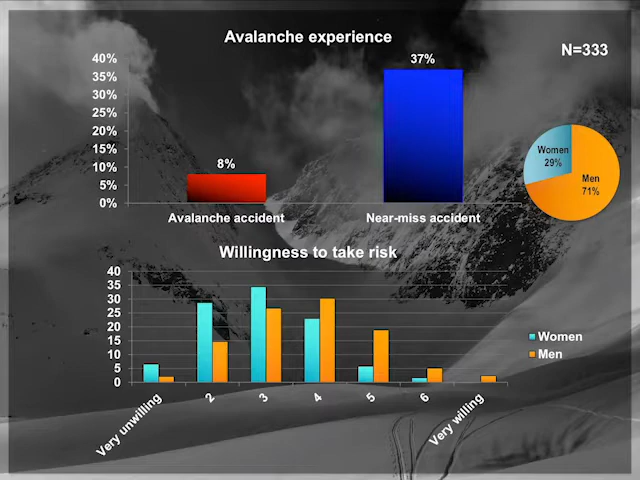 Avalanche experience
N=333
40%
35%
30%
25%
20%
15%
10%
5%
0%
8%
37%
Avalanche accident
Near-miss accident
Women
29%
Men
71%
Willingness to take risk
40
35
30
25
20
15
10
5
0
Very unwilling
2
3
4
5
6
Very willing
Women
Men